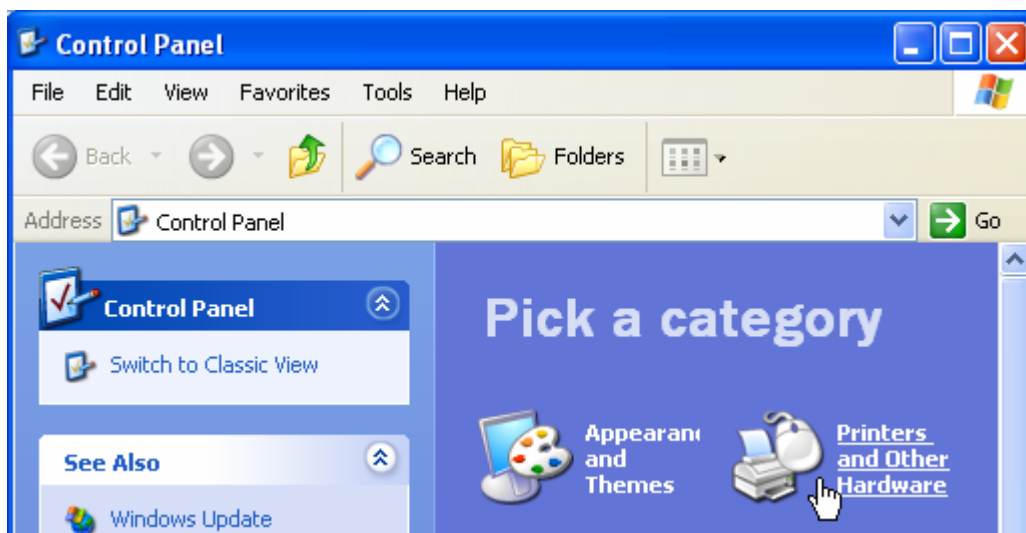 Control Panel
File Edit View Favorites Tools Help
Back Search Folders
Address Control Panel Go
Control Panel
Switch to Classic View
See Also
Windows Update
Pick a category
and
Themes
Printers
and Other
Hardware